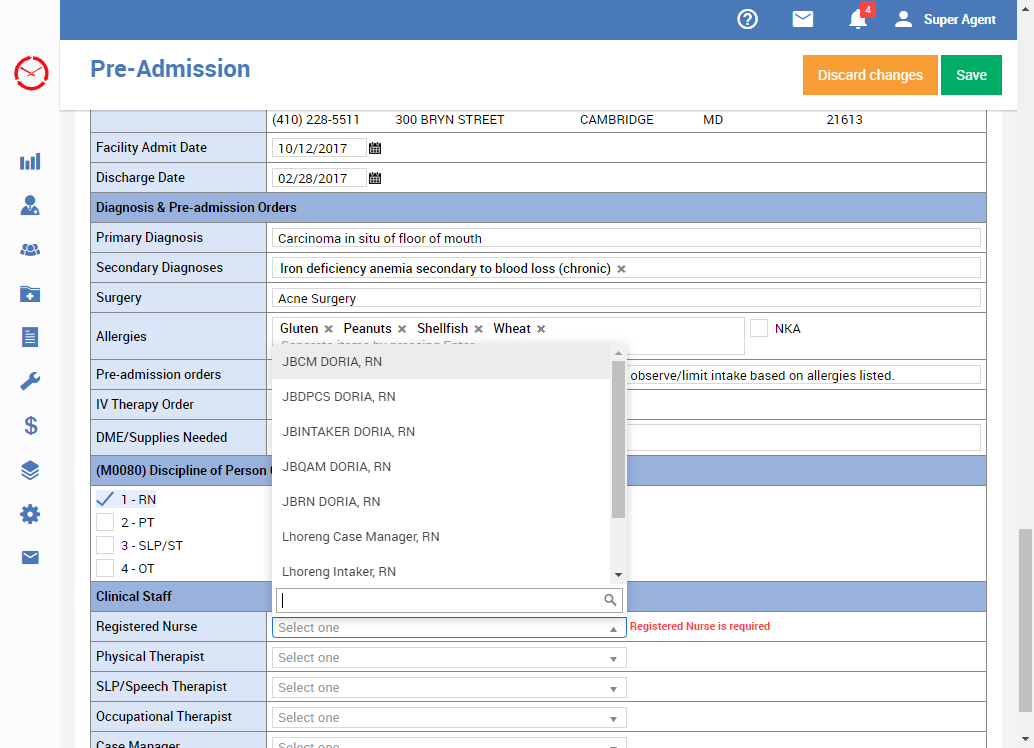 4
Super Agent
Pre-Admission
Discard changes
Save
(410) 228-5511 300 BRYN STREET CAMBRIDGE MD 21613
Facility Admit Date 10/12/2017
Discharge Date 02/28/2017
Diagnosis & Pre-admission Orders
Primary Diagnosis Carcinoma in situ of floor of mouth
Secondary Diagnoses Iron deficiency anemia secondary to blood loss (chronic)
Surgery Acne Surgery
Allergies Gluten Peanuts Shellfish Wheat NKA
Separate items by pressing Enter
Pre-admission orders observe/limit intake based on allergies listed.
IV Therapy Order
DME/Supplies Needed
(M0080) Discipline of Person
JBCM DORIA, RN
JBDPCS DORIA, RN
JBINTAKER DORIA, RN
JBQAM DORIA, RN
JBRN DORIA, RN
Lhoreng Case Manager, RN
Lhoreng Intaker, RN
1 - RN
2 - PT
3 - SLP/ST
4 - OT
Clinical Staff
Registered Nurse Select one Registered Nurse is required
Physical Therapist Select one
SLP/Speech Therapist Select one
Occupational Therapist Select one
Case Manager Select one